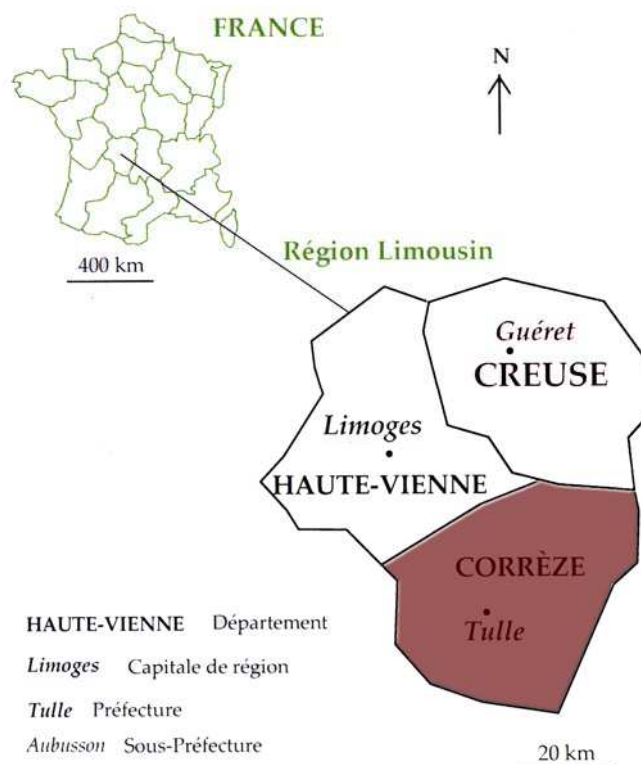 FRANCE
N
Région Limousin
400 km
Guéret
CREUSE
Limoges
HAUTE-VIENNE
CORRÈZE
Tulle
HAUTE-VIENNE Département
Limoges Capitale de région
Tulle Préfecture
Aubusson Sous-Préfecture
20 km